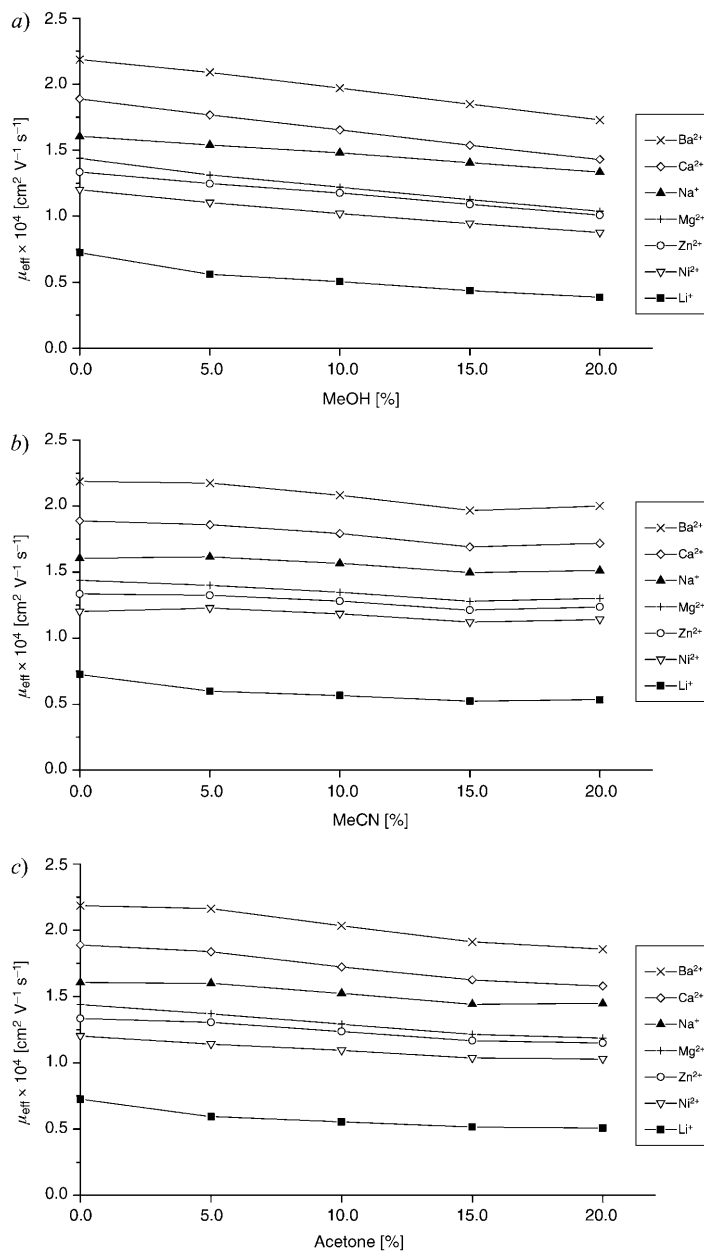 a)
2.5
2.0
1.5
1.0
0.5
0.0
μeff × 10⁴ [cm² V⁻¹ s⁻¹]
0.0 5.0 10.0 15.0 20.0
MeOH [%]
Ba²⁺
Ca²⁺
Na⁺
Mg²⁺
Zn²⁺
Ni²⁺
Li⁺
b)
2.5
2.0
1.5
1.0
0.5
0.0
μeff × 10⁴ [cm² V⁻¹ s⁻¹]
0.0 5.0 10.0 15.0 20.0
MeCN [%]
Ba²⁺
Ca²⁺
Na⁺
Mg²⁺
Zn²⁺
Ni²⁺
Li⁺
c)
2.5
2.0
1.5
1.0
0.5
0.0
μeff × 10⁴ [cm² V⁻¹ s⁻¹]
0.0 5.0 10.0 15.0 20.0
Acetone [%]
Ba²⁺
Ca²⁺
Na⁺
Mg²⁺
Zn²⁺
Ni²⁺
Li⁺